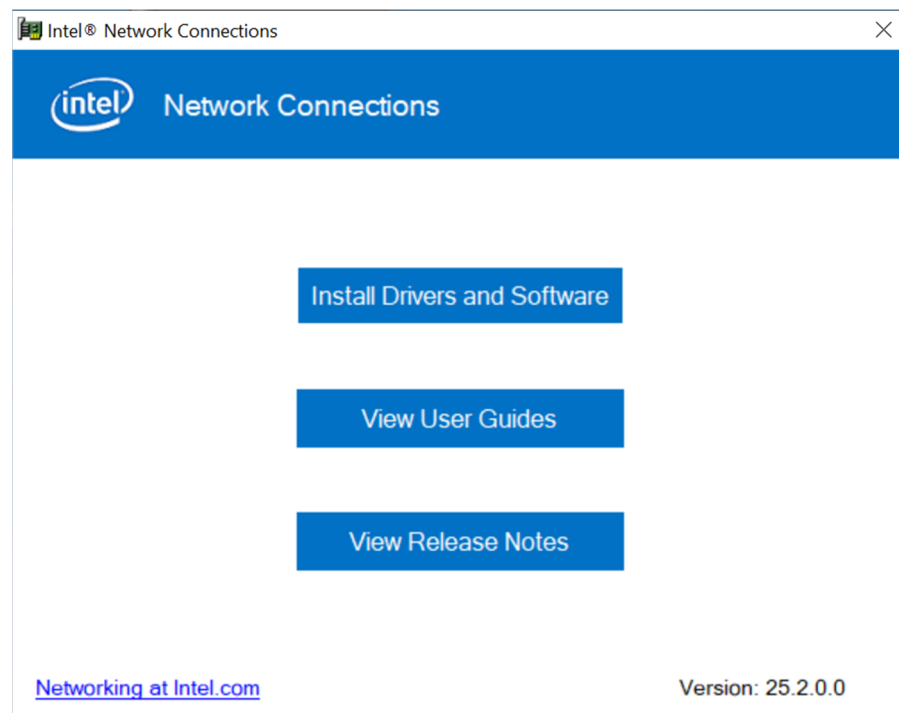 Intel® Network Connections
intel Network Connections
Install Drivers and Software
View User Guides
View Release Notes
Networking at Intel.com Version: 25.2.0.0